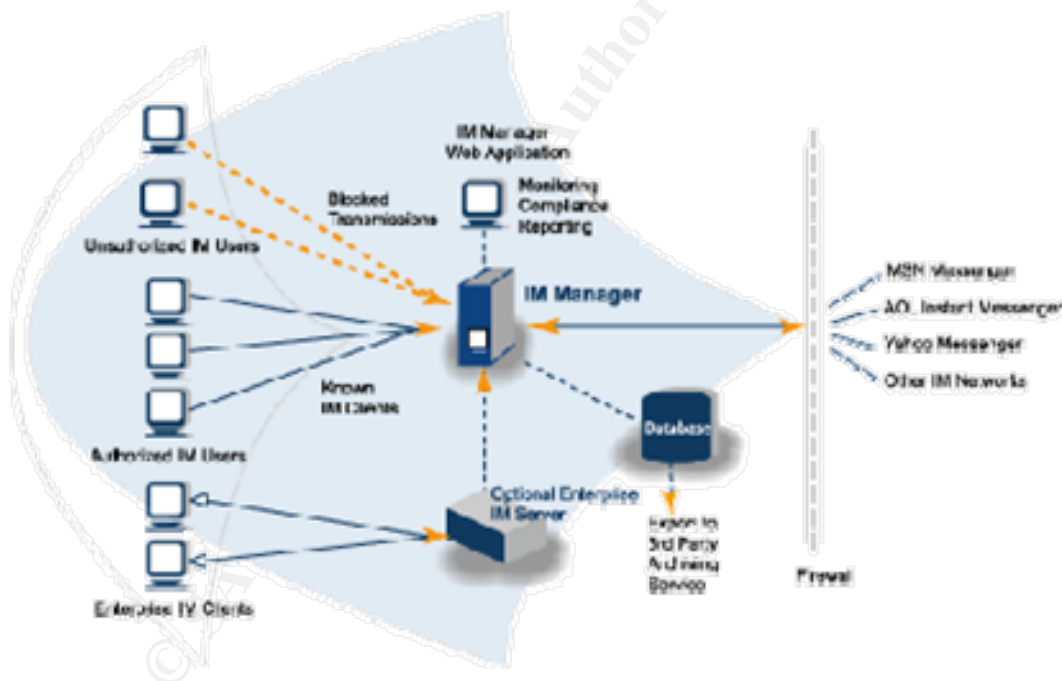 IM Manager
Web Application
Monitoring
Compliance
Reporting
Blocked
Transmissions
Unauthorized IM Users
IM Manager
MSN Messenger
AOL Instant Messenger
Yahoo Messenger
Other IM Networks
Known
IM Clients
Authorized IM Users
Database
Optional Enterprise
IM Server
Export to
3rd Party
Archiving
Service
Firewall
Enterprise IM Clients
©
Author